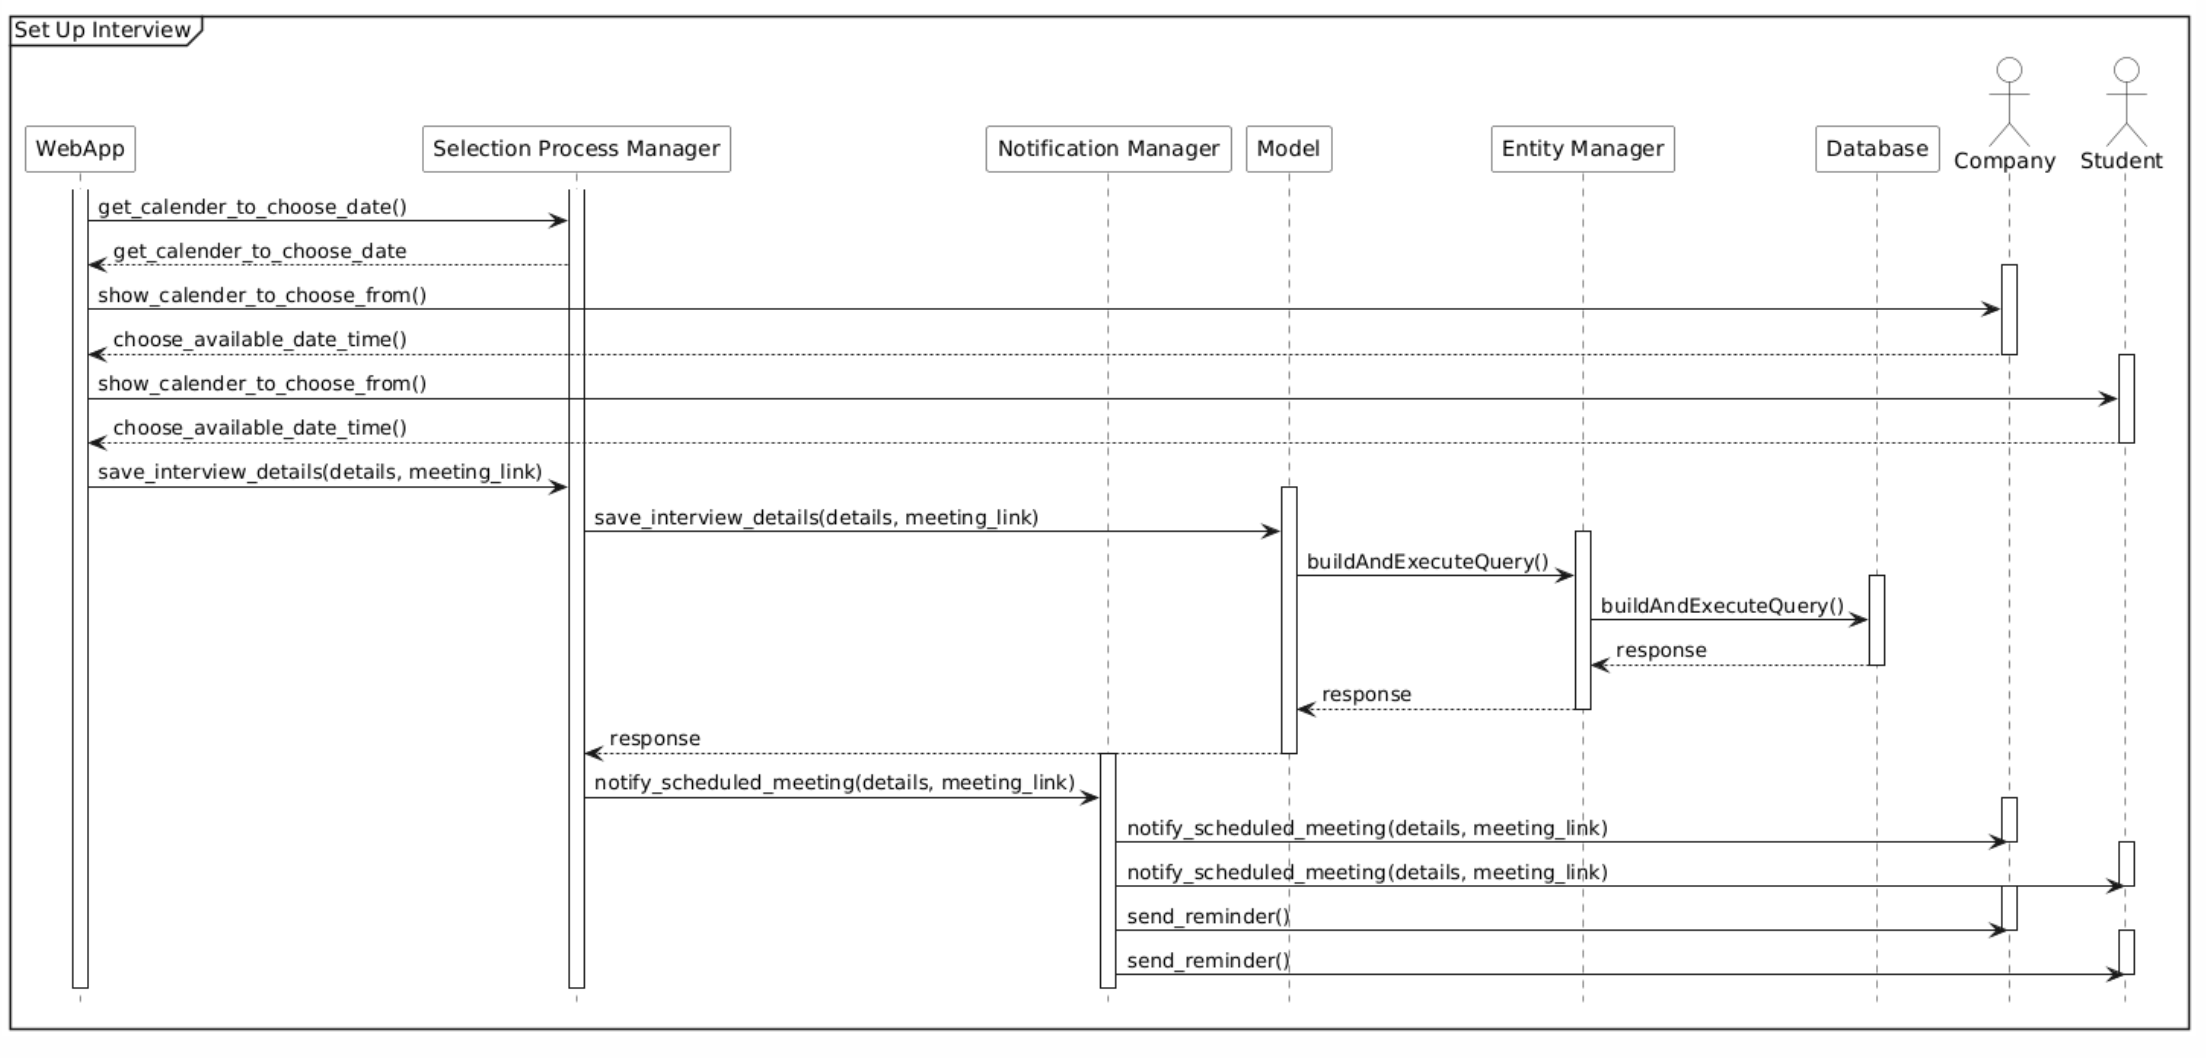 Set Up Interview
WebApp
Selection Process Manager
Notification Manager
Model
Entity Manager
Database
Company
Student
get_calender_to_choose_date()
get_calender_to_choose_date
show_calender_to_choose_from()
choose_available_date_time()
show_calender_to_choose_from()
choose_available_date_time()
save_interview_details(details, meeting_link)
save_interview_details(details, meeting_link)
buildAndExecuteQuery()
buildAndExecuteQuery()
response
response
response
notify_scheduled_meeting(details, meeting_link)
notify_scheduled_meeting(details, meeting_link)
notify_scheduled_meeting(details, meeting_link)
send_reminder()
send_reminder()